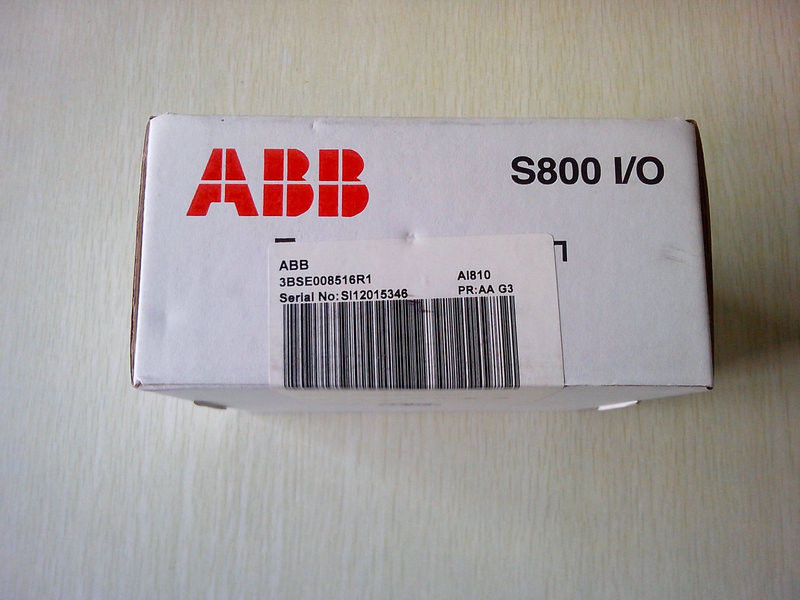 ABB
S800 I/O
ABB
3BSE008516R1
AI810
Serial No:SI12015346
PR:AA G3